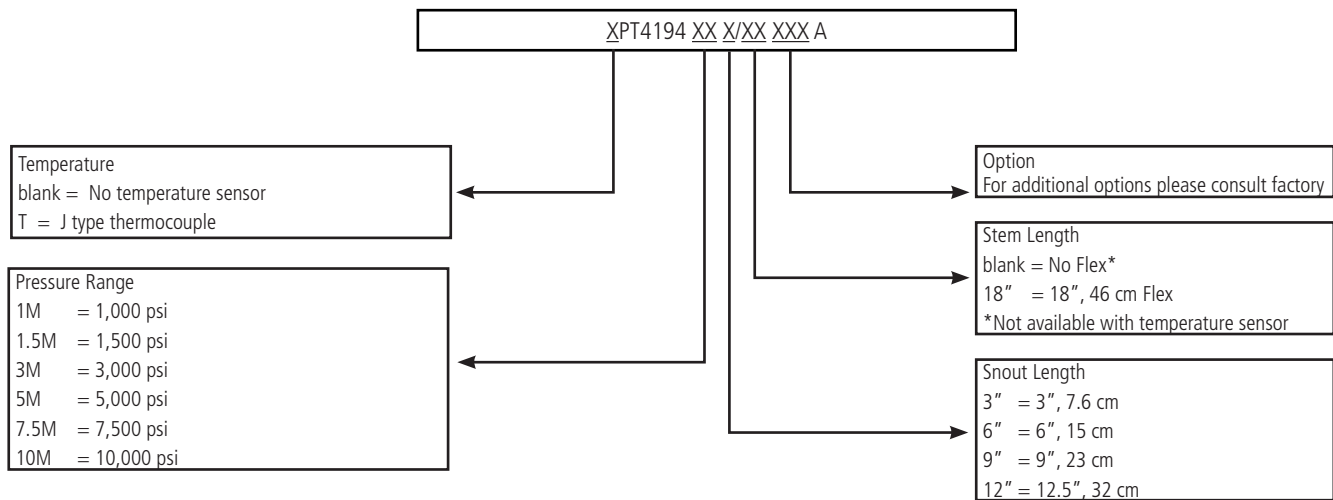 XPT4194 XX X/XX XXX A
Temperature
blank = No temperature sensor
T = J type thermocouple
Pressure Range
1M = 1,000 psi
1.5M = 1,500 psi
3M = 3,000 psi
5M = 5,000 psi
7.5M = 7,500 psi
10M = 10,000 psi
Option
For additional options please consult factory
Stem Length
blank = No Flex*
18″ = 18″, 46 cm Flex
*Not available with temperature sensor
Snout Length
3″ = 3″, 7.6 cm
6″ = 6″, 15 cm
9″ = 9″, 23 cm
12″ = 12.5″, 32 cm